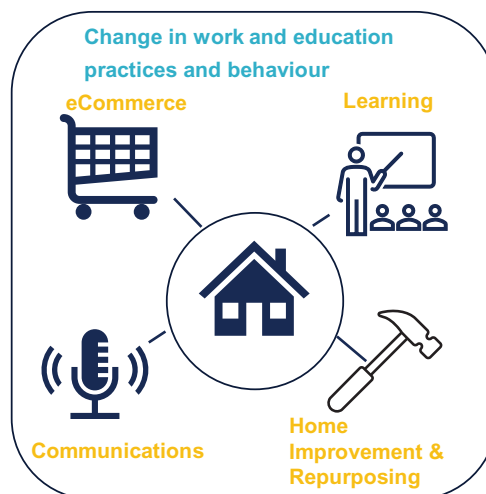 Change in work and education
practices and behaviour
eCommerce
Learning
Communications
Home
Improvement &
Repurposing